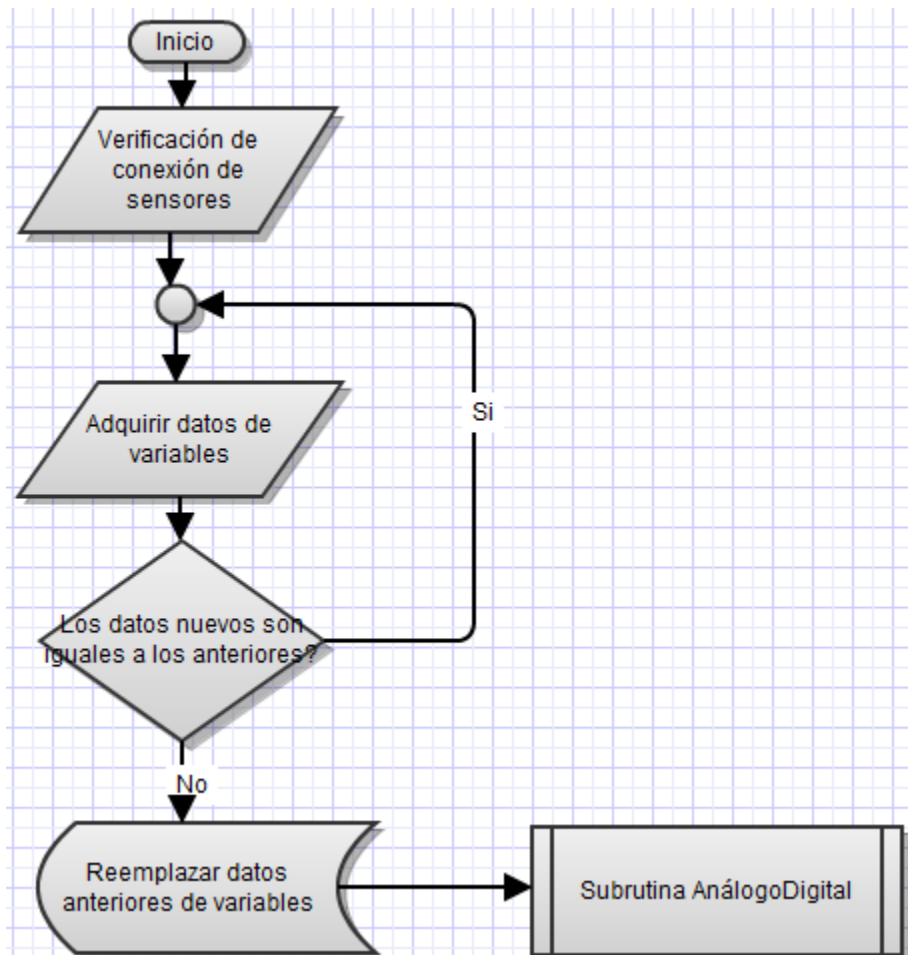 Inicio
Verificación de
conexión de
sensores
Adquirir datos de
variables
Si
Los datos nuevos son
iguales a los anteriores?
No
Reemplazar datos
anteriores de variables
Subrutina AnálogoDigital